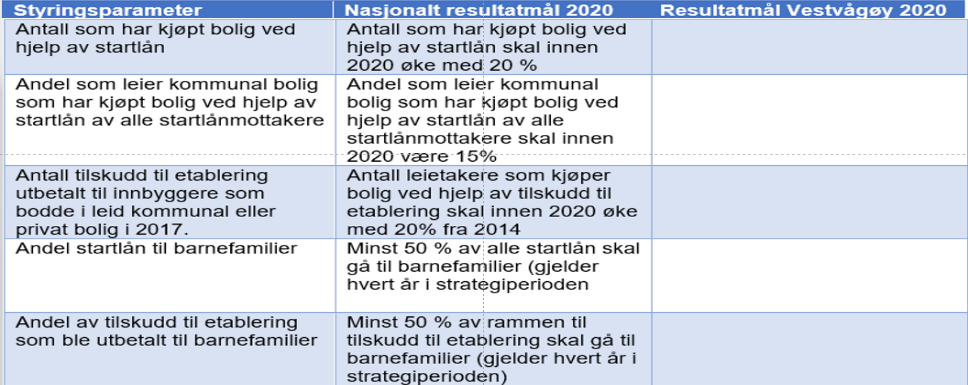 Styringsparameter
Nasjonalt resultatmål 2020
Resultatmål Vestvågøy 2020
Antall som har kjøpt bolig ved
hjelp av startlån
Antall som har kjøpt bolig ved
hjelp av startlån skal innen
2020 øke med 20 %
Andel som leier kommunal bolig
som har kjøpt bolig ved hjelp av
startlån av alle startlånmottakere
Andel som leier kommunal
bolig som har kjøpt bolig ved
hjelp av startlån av alle
startlånmottakere skal innen
2020 være 15%
Antall tilskudd til etablering
utbetalt til innbyggere som
bodde i leid kommunal eller
privat bolig i 2017.
Antall leietakere som kjøper
bolig ved hjelp av tilskudd til
etablering skal innen 2020 øke
med 20% fra 2014
Andel startlån til barnefamilier
Minst 50 % av alle startlån skal
gå til barnefamilier (gjelder
hvert år i strategiperioden
Andel av tilskudd til etablering
som ble utbetalt til barnefamilier
Minst 50 % av rammen til
tilskudd til etablering skal gå til
barnefamilier (gjelder hvert år i
strategiperioden)